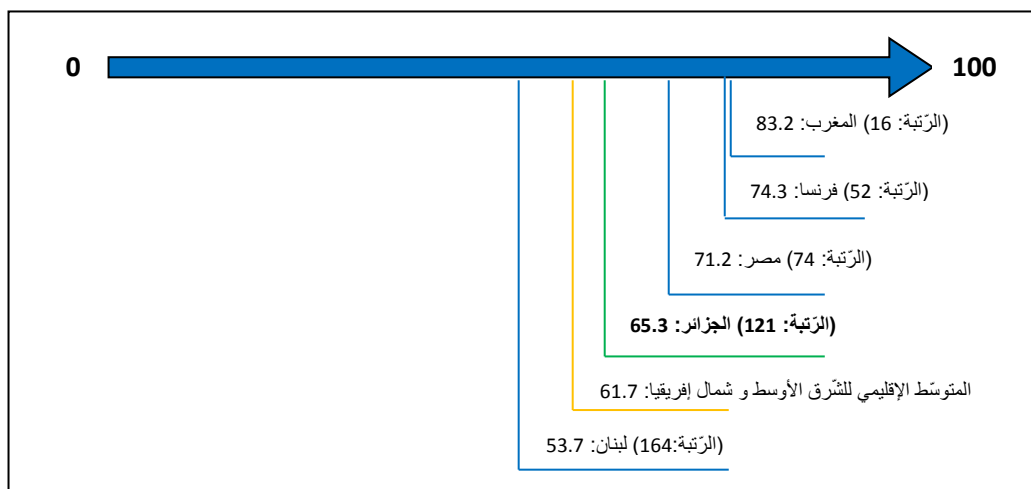 0
100
(الرّتبة: 16) المغرب: 83.2
(الرّتبة: 52) فرنسا: 74.3
(الرّتبة: 74) مصر: 71.2
(الرّتبة: 121) الجزائر: 65.3
المتوسّط الإقليمي للشّرق الأوسط و شمال إفريقيا: 61.7
(الرّتبة:164) لبنان: 53.7